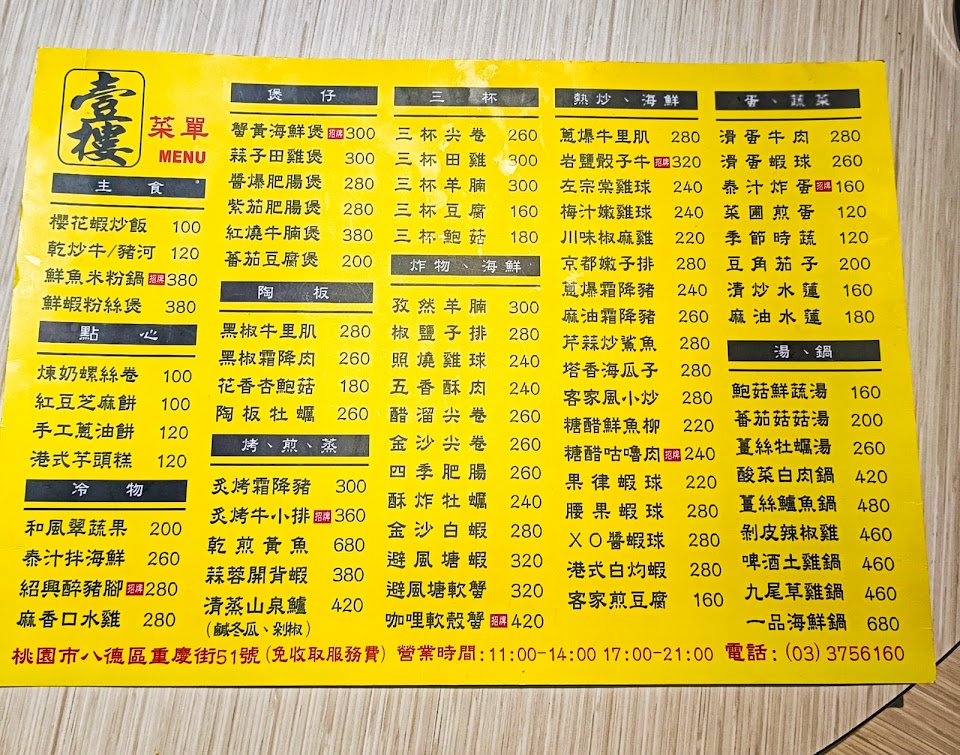 壹樓
菜單
MENU
主 食
櫻花蝦炒飯 100
乾炒牛/豬河 120
鮮魚米粉鍋 招牌 380
鮮蝦粉絲煲 380
點 心
煉奶螺絲卷 100
紅豆芝麻餅 100
手工蔥油餅 120
港式芋頭糕 120
冷 物
和風翠蔬果 200
泰汁拌海鮮 260
紹興醉豬腳 招牌 280
麻香口水雞 280
煲 仔
蟹黃海鮮煲 招牌 300
蒜子田雞煲 300
醬爆肥腸煲 280
紫茄肥腸煲 280
紅燒牛腩煲 380
蕃茄豆腐煲 200
陶 板
黑椒牛里肌 280
黑椒霜降肉 260
花香杏鮑菇 180
陶板牡蠣 260
烤、煎、蒸
炙烤霜降豬 300
炙烤牛小排 招牌 360
乾煎黃魚 680
蒜蓉開背蝦 380
清蒸山泉鱸 420
(鹹冬瓜、剁椒)
三 杯
三杯尖卷 260
三杯田雞 300
三杯羊腩 300
三杯豆腐 160
三杯鮑菇 180
炸物、海鮮
孜然羊腩 300
椒鹽子排 280
照燒雞球 240
五香酥肉 240
醋溜尖卷 260
金沙尖卷 260
四季肥腸 260
酥炸牡蠣 240
金沙白蝦 280
避風塘蝦 320
避風塘軟蟹 320
咖哩軟殼蟹 招牌 420
熱炒、海鮮
蔥爆牛里肌 280
岩鹽骰子牛 招牌 320
左宗棠雞球 240
梅汁嫩雞球 240
川味椒麻雞 220
京都嫩子排 280
蔥爆霜降豬 240
麻油霜降豬 260
芹蒜炒鯊魚 280
塔香海瓜子 280
客家風小炒 280
糖醋鮮魚柳 220
糖醋咕嚕肉 招牌 240
果律蝦球 220
腰果蝦球 280
XO醬蝦球 280
港式白灼蝦 280
客家煎豆腐 160
蛋、蔬菜
滑蛋牛肉 280
滑蛋蝦球 260
泰汁炸蛋 招牌 160
菜圃煎蛋 120
季節時蔬 120
豆角茄子 200
清炒水蓮 160
麻油水蓮 180
湯、鍋
鮑菇鮮蔬湯 160
蕃茄菇菇湯 200
薑絲牡蠣湯 260
酸菜白肉鍋 420
薑絲鱸魚鍋 480
剝皮辣椒雞 460
啤酒土雞鍋 460
九尾草雞鍋 460
一品海鮮鍋 680
桃園市八德區重慶街51號(免收取服務費) 營業時間:11:00-14:00 17:00-21:00 電話:(03)3756160